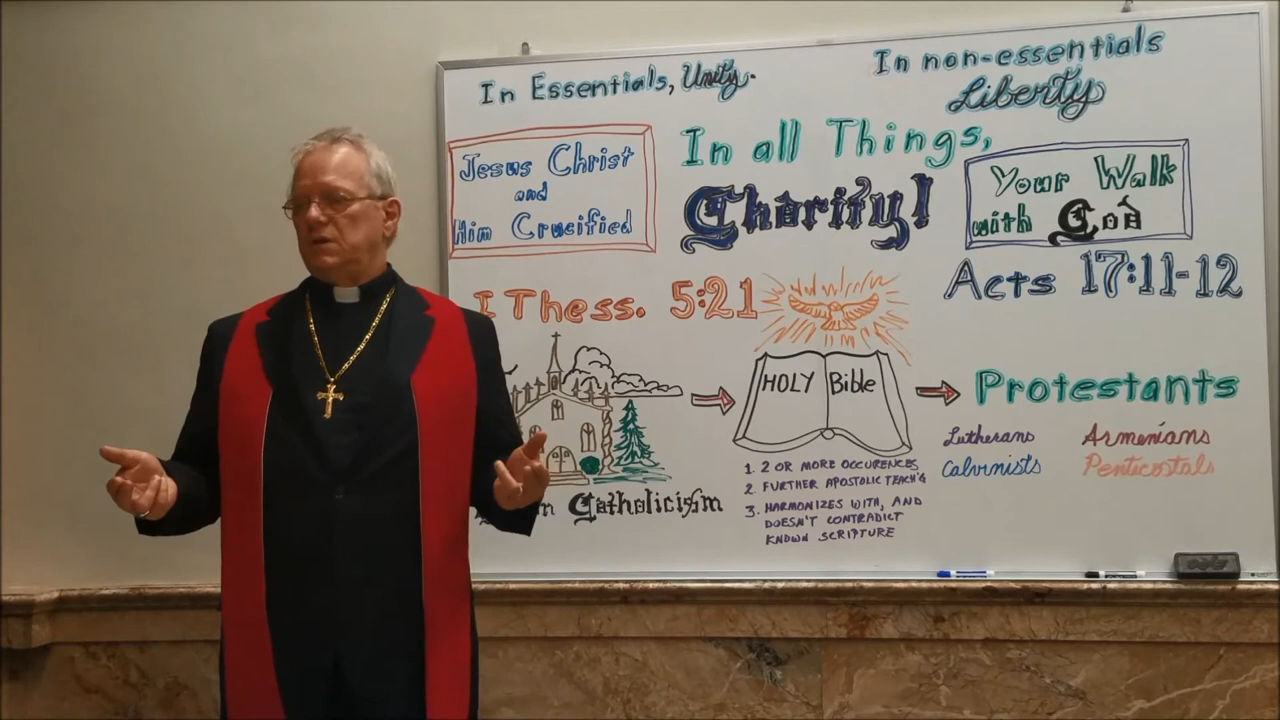 In Essentials, Unity.
In non-essentials
Liberty
In all Things,
Charity!
Jesus Christ
and
Him Crucified
Your Walk
with God
Acts 17:11-12
I Thess. 5:21
HOLY Bible
Protestants
Lutherans
Armenians
Calvinists
Pentecostals
1. 2 OR MORE OCCURENCES
2. FURTHER APOSTOLIC TEACH'G
3. HARMONIZES WITH, AND
DOESN'T CONTRADICT
KNOWN SCRIPTURE
Catholicism